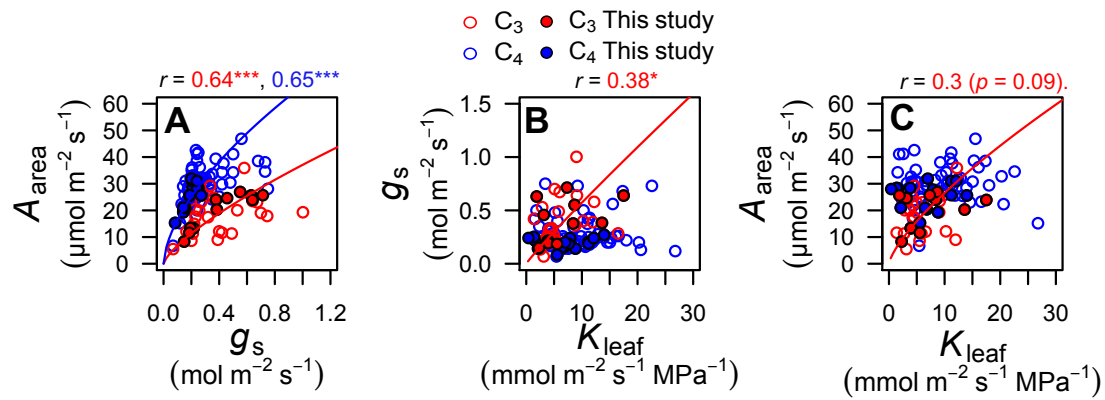 C₃ C₃ This study
C₄ C₄ This study
r = 0.64***, 0.65***
r = 0.38*
r = 0.3 (p = 0.09).
A
A area
(μmol m⁻² s⁻¹)
60
50
40
30
20
10
0
0.0 0.4 0.8 1.2
gₛ
(mol m⁻² s⁻¹)
B
gₛ
(mol m⁻² s⁻¹)
1.5
1.0
0.5
0.0
0 10 20 30
K leaf
(mmol m⁻² s⁻¹ MPa⁻¹)
C
A area
(μmol m⁻² s⁻¹)
60
50
40
30
20
10
0
0 10 20 30
K leaf
(mmol m⁻² s⁻¹ MPa⁻¹)